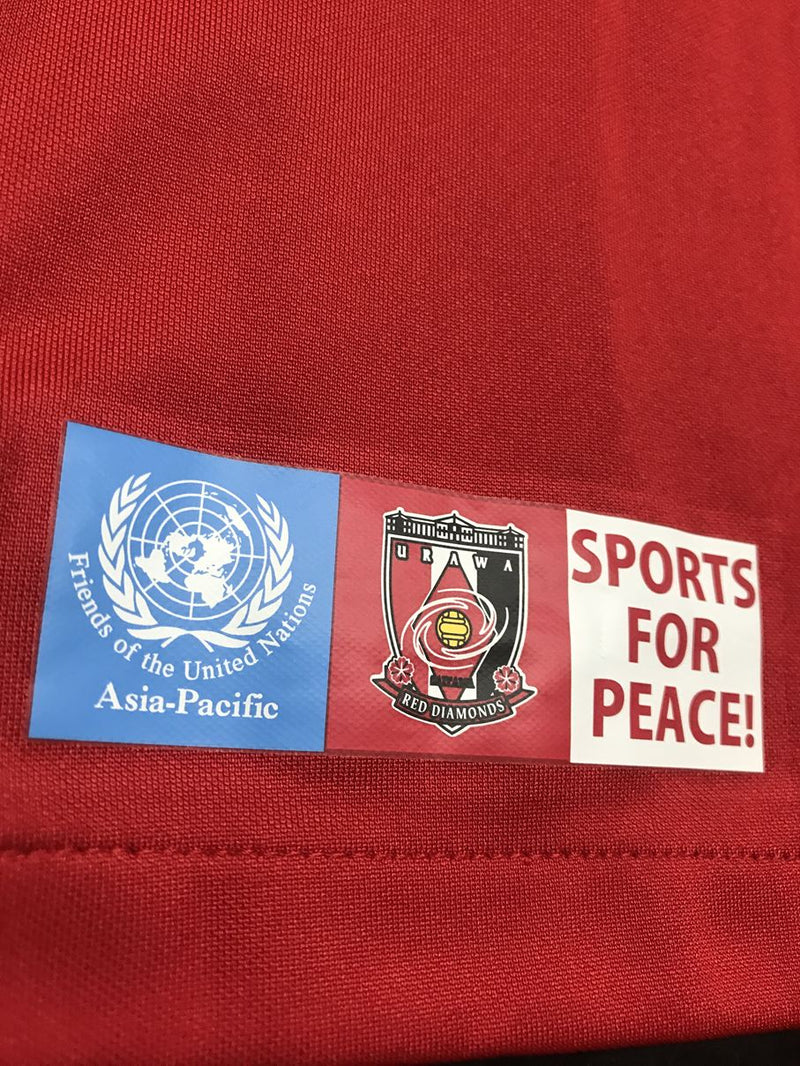 Friends of the United Nations
Asia-Pacific
URAWA
RED DIAMONDS
SPORTS
FOR
PEACE!